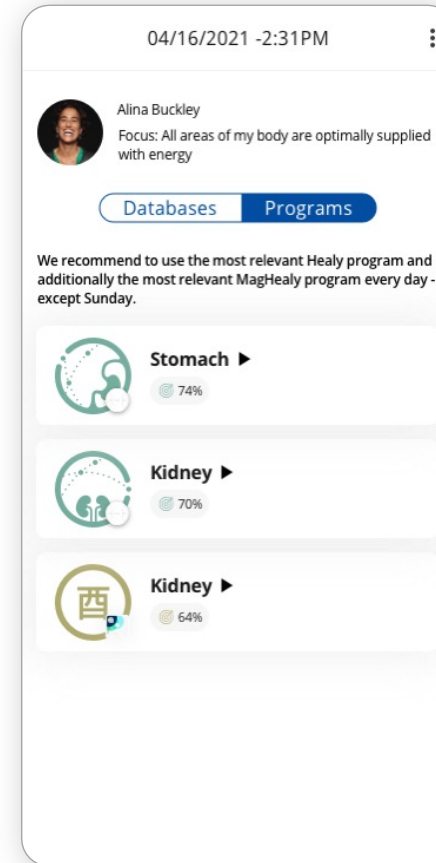 04/16/2021 -2:31PM
Alina Buckley
Focus: All areas of my body are optimally supplied
with energy
Databases
Programs
We recommend to use the most relevant Healy program and
additionally the most relevant MagHealy program every day -
except Sunday.
Stomach
74%
Kidney
70%
Kidney
酉
64%